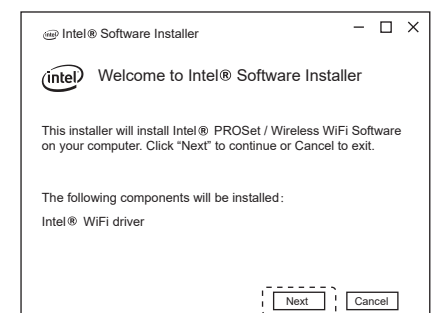 intel Intel® Software Installer
intel Welcome to Intel® Software Installer
This installer will install Intel® PROSet / Wireless WiFi Software
on your computer. Click “Next” to continue or Cancel to exit.
The following components will be installed:
Intel® WiFi driver
Next Cancel